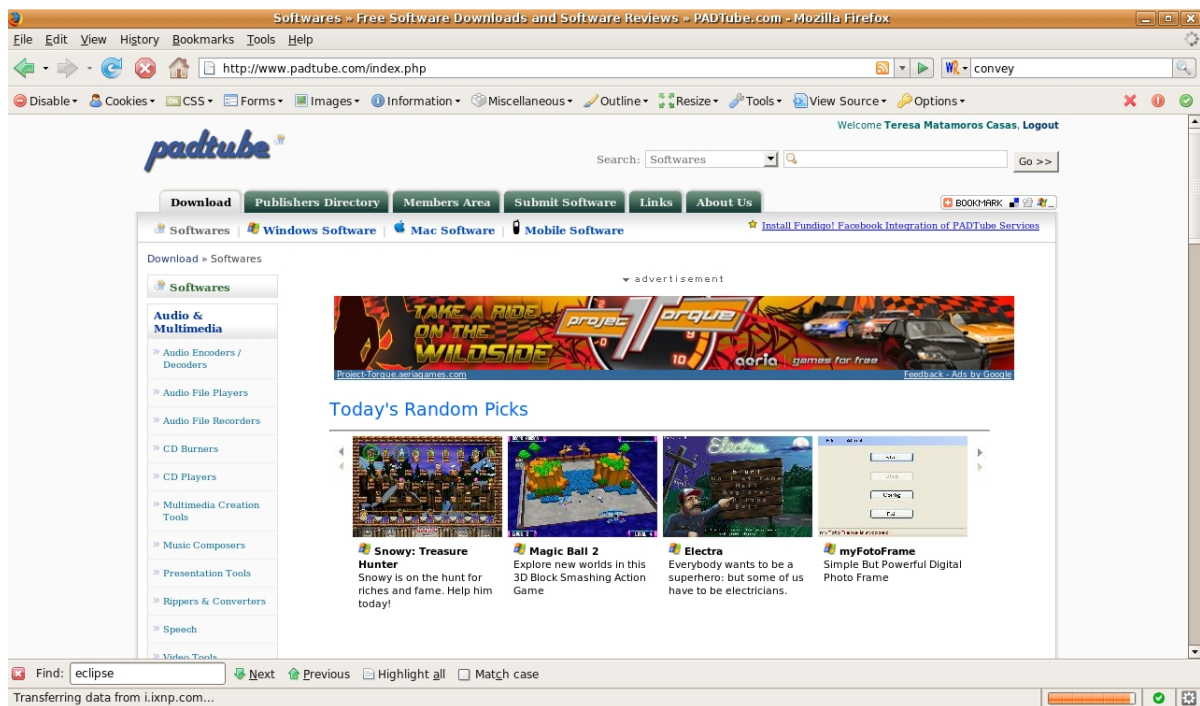 Softwares » Free Software Downloads and Software Reviews » PADTube.com - Mozilla Firefox
File Edit View History Bookmarks Tools Help
http://www.padtube.com/index.php
convey
Disable Cookies CSS Forms Images Information Miscellaneous Outline Resize Tools View Source Options
Welcome Teresa Matamoros Casas, Logout
padtube
Search: Softwares Go >>
Download Publishers Directory Members Area Submit Software Links About Us
BOOKMARK
Softwares | Windows Software | Mac Software | Mobile Software
Install Fundigo! Facebook Integration of PADTube Services
Download » Softwares
advertisement
Softwares
Audio &
Multimedia
» Audio Encoders /
Decoders
» Audio File Players
» Audio File Recorders
» CD Burners
» CD Players
» Multimedia Creation
Tools
» Music Composers
» Presentation Tools
» Rippers & Converters
» Speech
» Video Tools
TAKE A RIDE
ON THE
WILDSIDE
project torque
10
aeria games for free
Project-Torque.aeriagames.com
Feedback - Ads by Google
Today's Random Picks
Electra
Start
Config
Snowy: Treasure
Hunter
Snowy is on the hunt for
riches and fame. Help him
today!
Magic Ball 2
Explore new worlds in this
3D Block Smashing Action
Game
Electra
Everybody wants to be a
superhero: but some of us
have to be electricians.
myFotoFrame
Simple But Powerful Digital
Photo Frame
Find: eclipse Next Previous Highlight all Match case
Transferring data from i.ixnp.com...